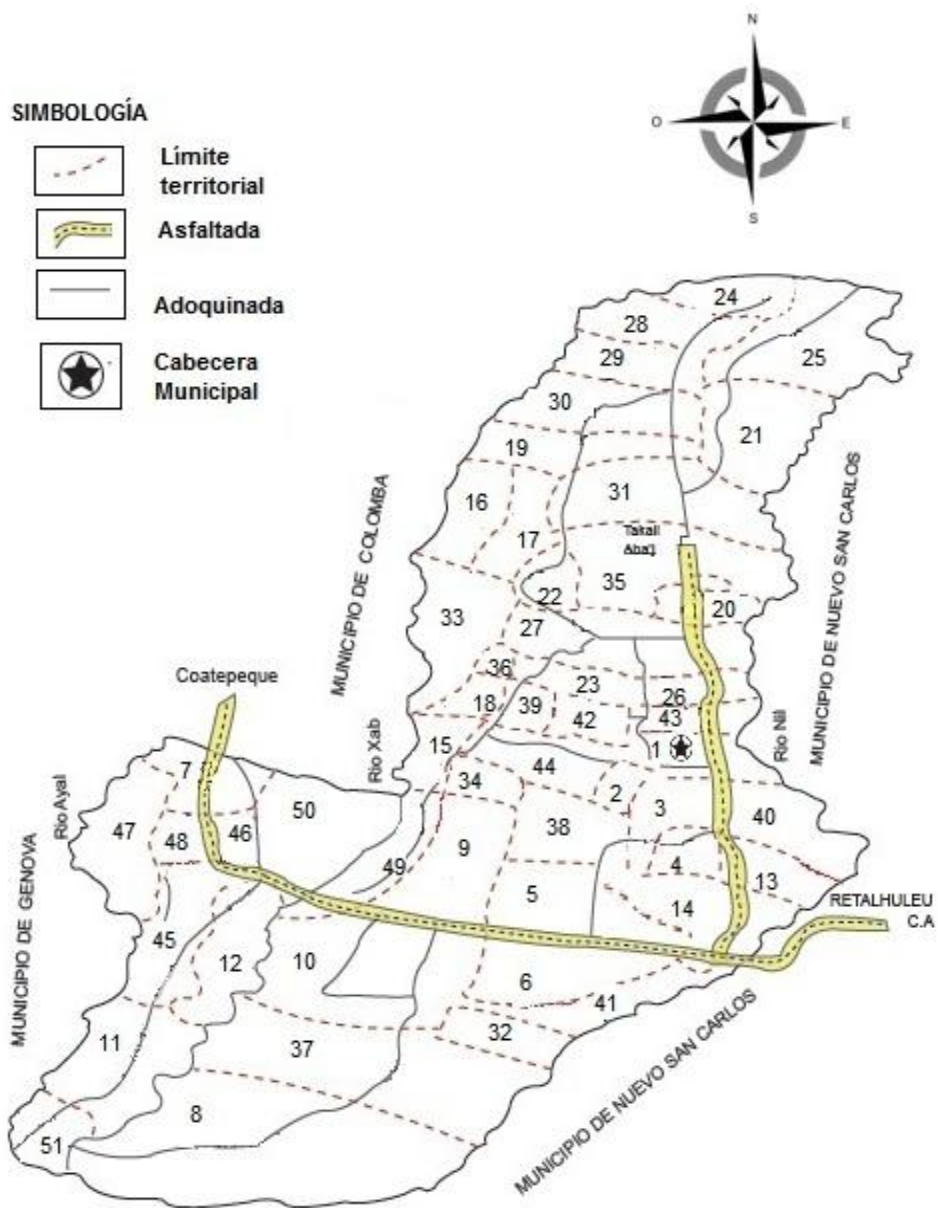 N
O
E
S
SIMBOLOGÍA
Límite
territorial
Asfaltada
Adoquinada
Cabecera
Municipal
24
28
25
29
30
21
19
31
16
17
Takali
Abaj
35
22
20
33
27
MUNICIPIO DE COLOMBA
MUNICIPIO DE NUEVO SAN CARLOS
Coatepeque
36
23
26
18
39
42
43
1
15
Rio Xab
Rio Nil
44
7
34
2
3
50
40
Rio Ayal
47
48
46
38
9
49
4
13
5
14
RETALHULEU
C.A
MUNICIPIO DE GENOVA
45
12
10
6
41
32
11
37
MUNICIPIO DE NUEVO SAN CARLOS
8
51